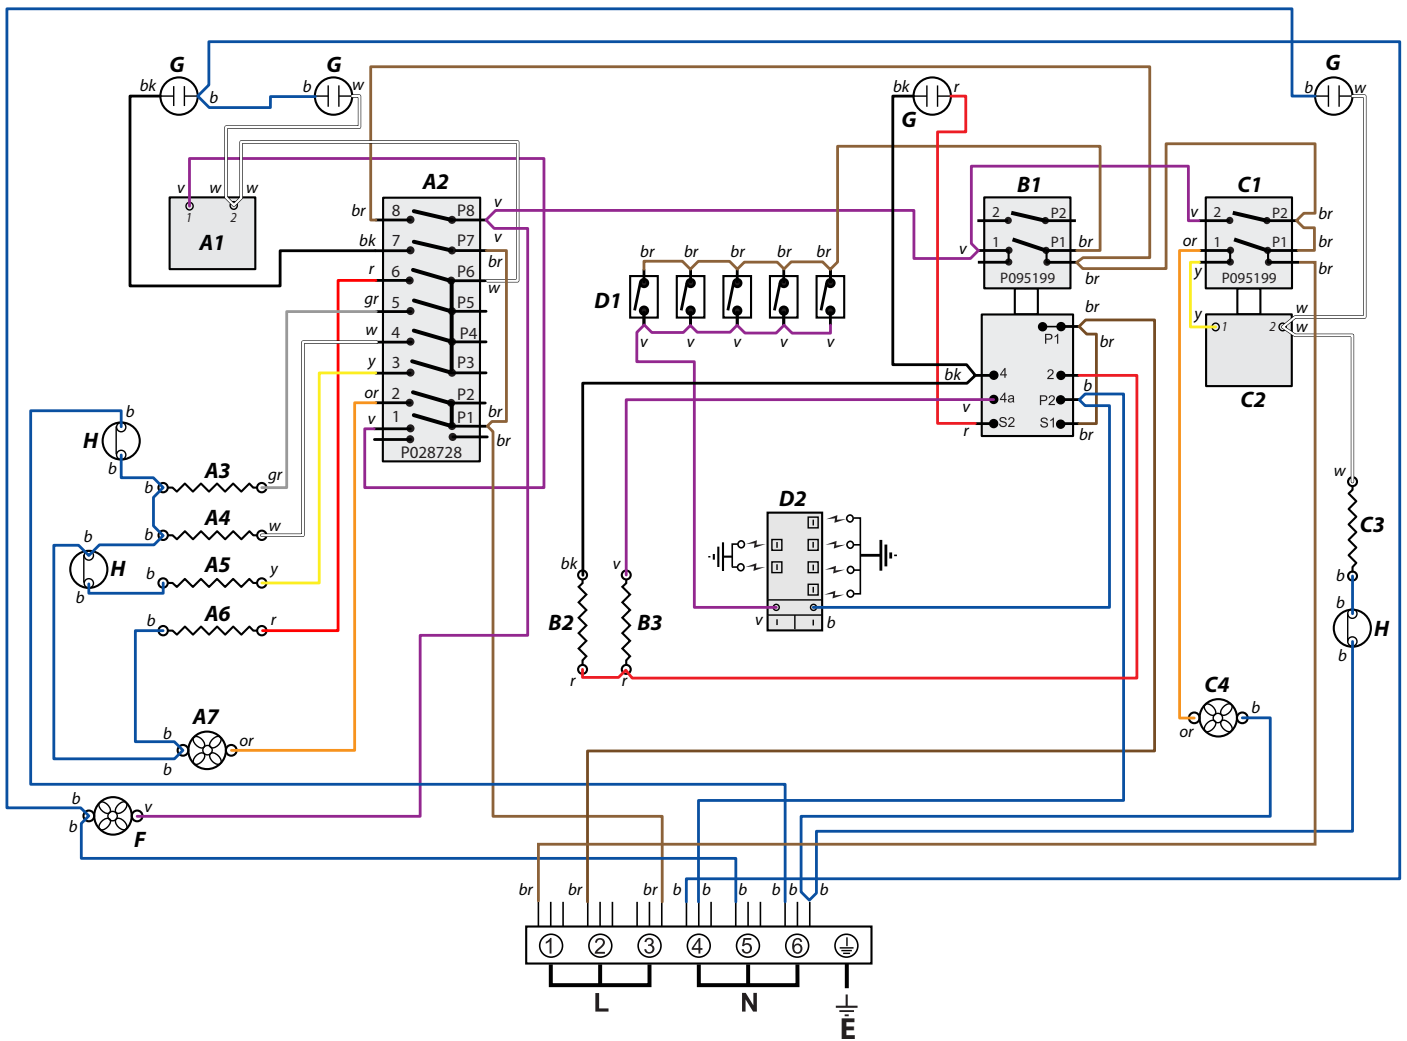 G
G
G
G
bk
b
b
w
bk
r
b
w
A1
v
w
w
1
2
A2
br
8
P8
v
bk
7
P7
v
br
r
6
P6
w
gr
5
P5
w
4
P4
y
3
P3
or
2
P2
v
1
P1
br
br
P028728
D1
br
br
br
br
br
v
v
v
v
v
B1
2
P2
v
1
P1
br
br
P095199
br
P1
br
bk
4
2
b
v
4a
P2
r
S2
S1
br
C1
v
2
P2
br
or
1
P1
br
y
br
P095199
y
1
2
w
w
C2
H
b
b
b
A3
gr
b
A4
w
H
b
b
A5
y
b
A6
r
A7
b
b
or
b
b
v
F
D2
v
b
bk
v
B2
B3
r
r
w
C3
b
b
H
b
C4
or
b
br
br
br
b
b
b
b
b
b
1
2
3
4
5
6
L
N
E